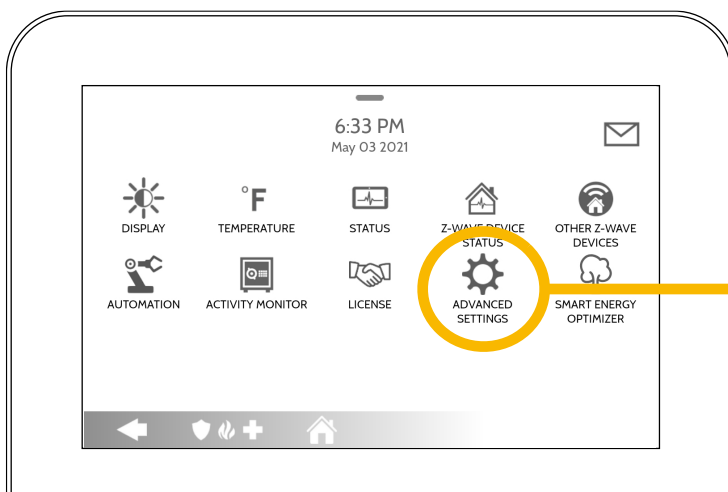 6:33 PM
May 03 2021
DISPLAY
°F
TEMPERATURE
STATUS
Z-WAVE DEVICE
STATUS
OTHER Z-WAVE
DEVICES
AUTOMATION
ACTIVITY MONITOR
LICENSE
ADVANCED
SETTINGS
SMART ENERGY
OPTIMIZER